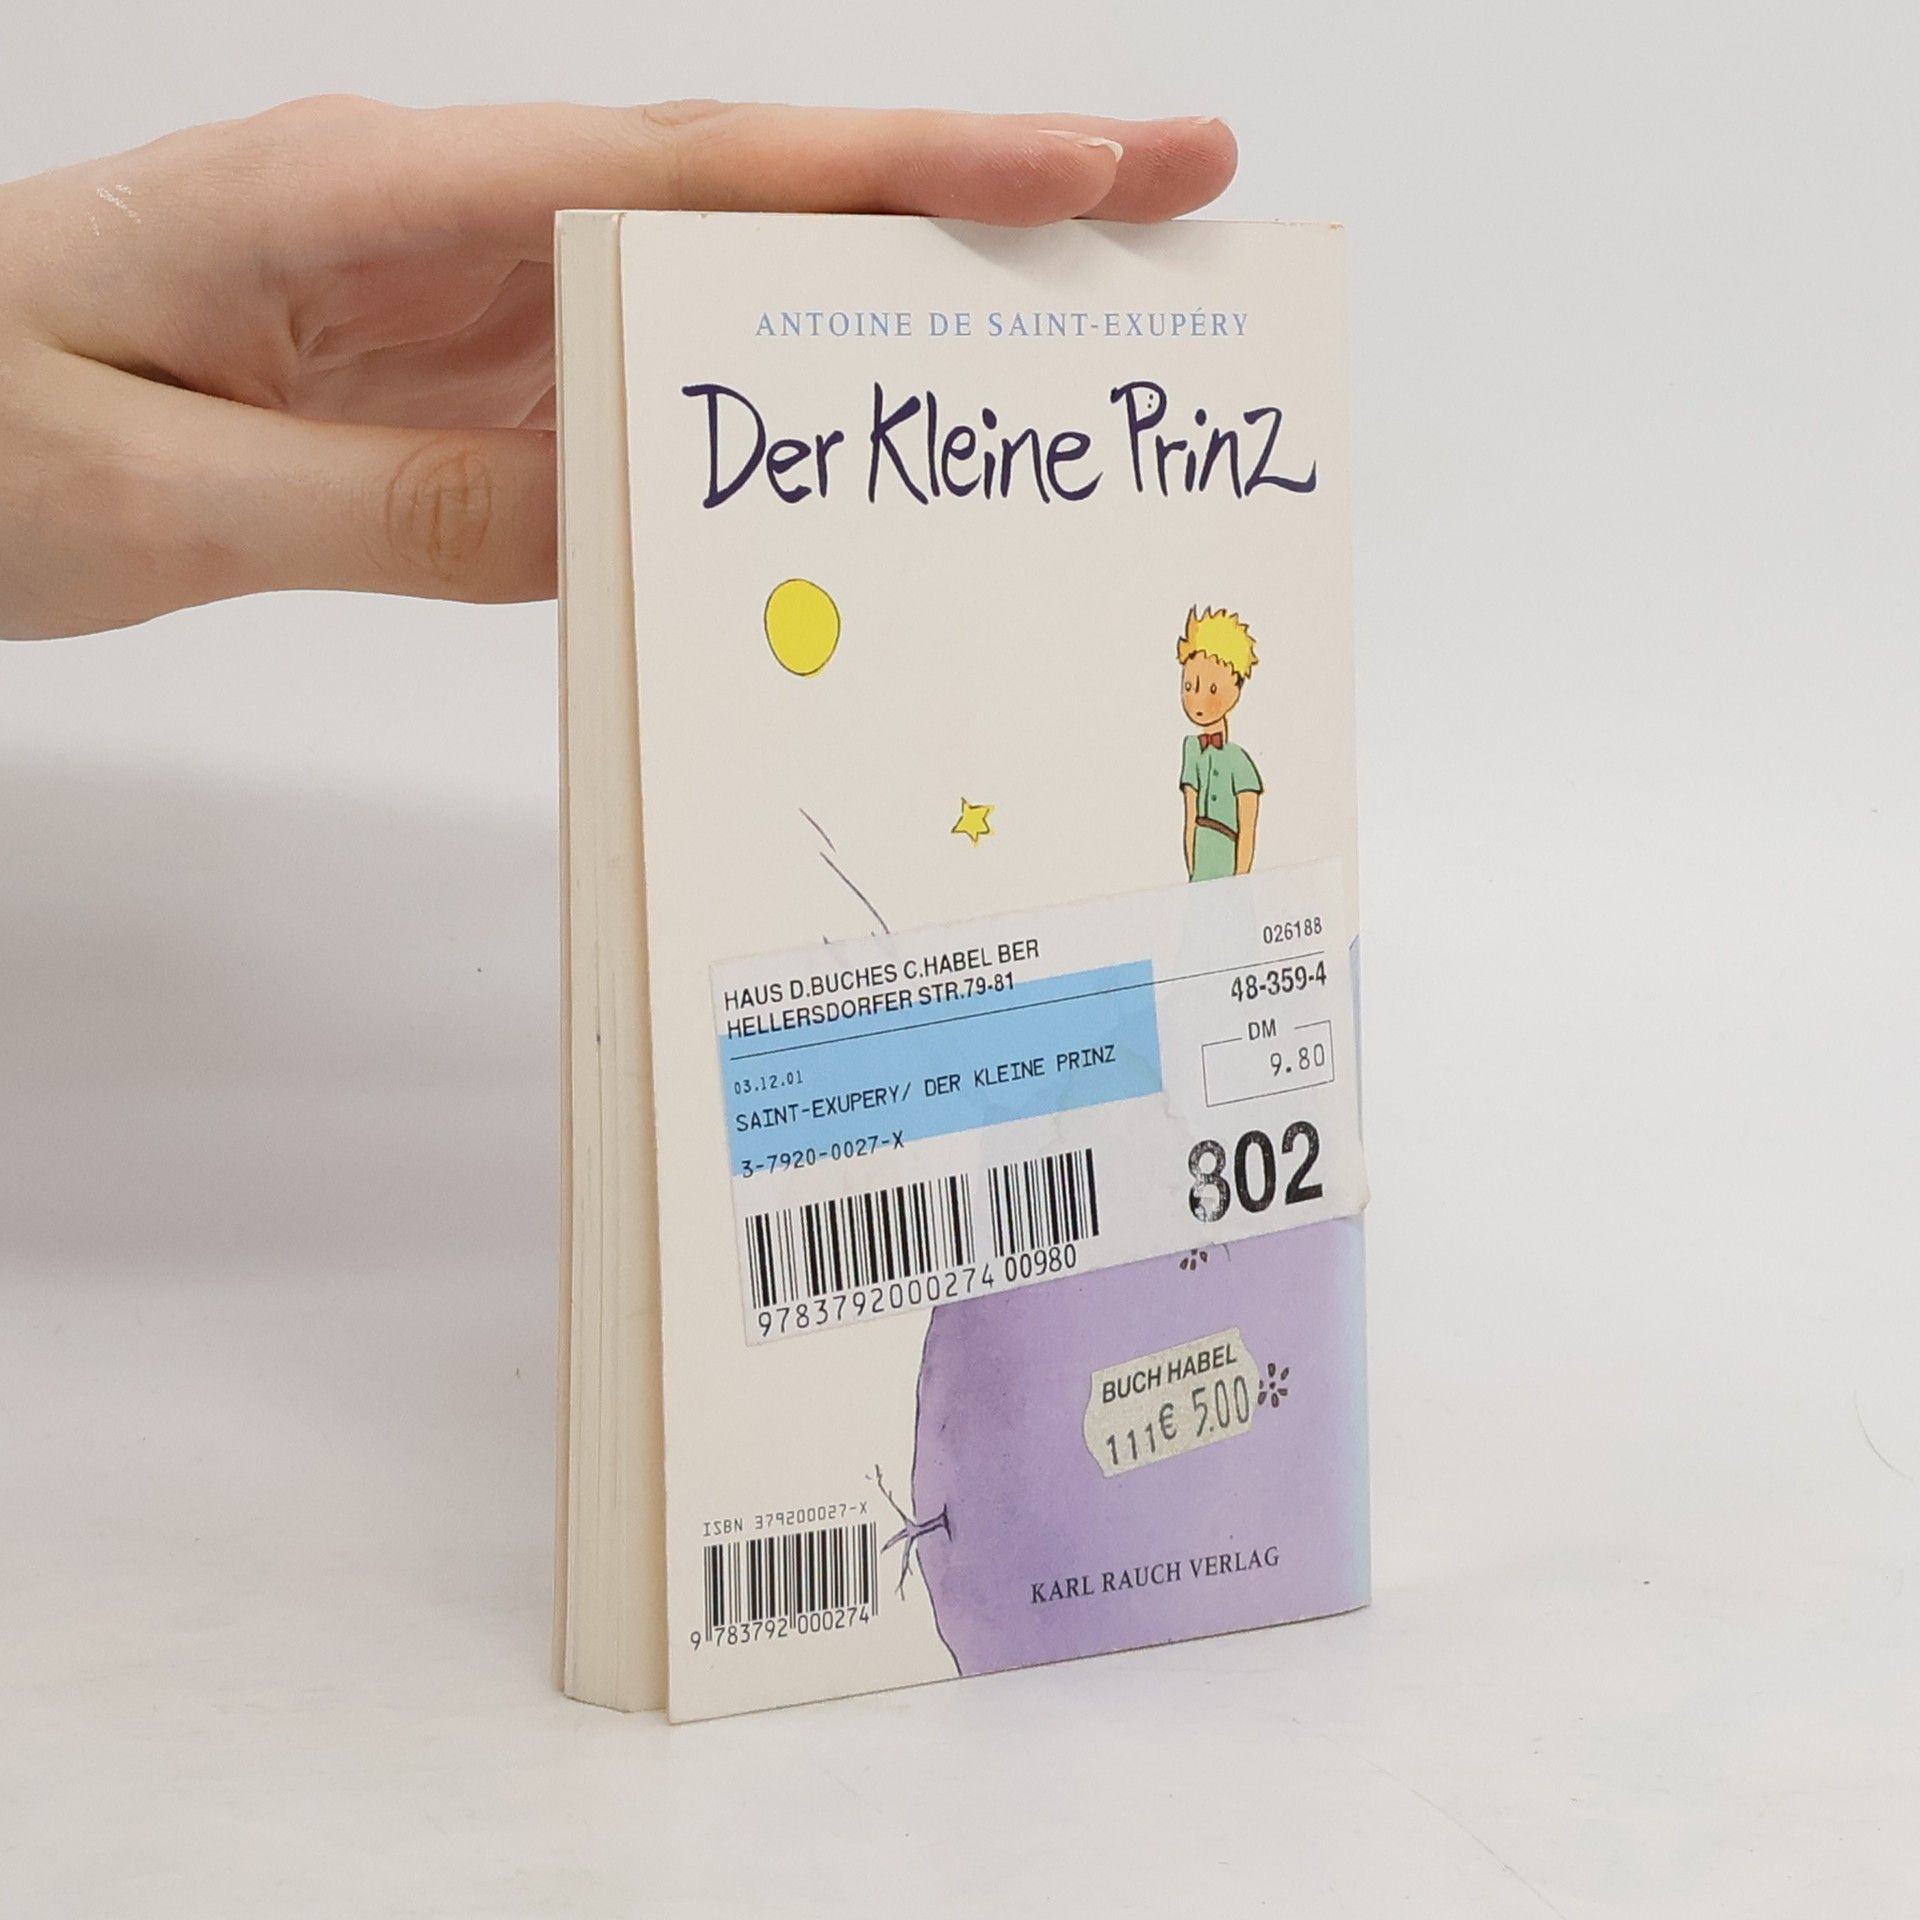 ANTOINE DE SAINT-EXUPÉRY
Der Kleine Prinz
026188
HAUS D.BUCHES C.HABEL BER
HELLERSDORFER STR.79-81
48-359-4
DM
9.80
03.12.01
SAINT-EXUPERY/ DER KLEINE PRINZ
3-7920-0027-X
802
9783792000274 00980
BUCH HABEL
111€ 5.00
ISBN 379200027-X
9 783792 000274
KARL RAUCH VERLAG